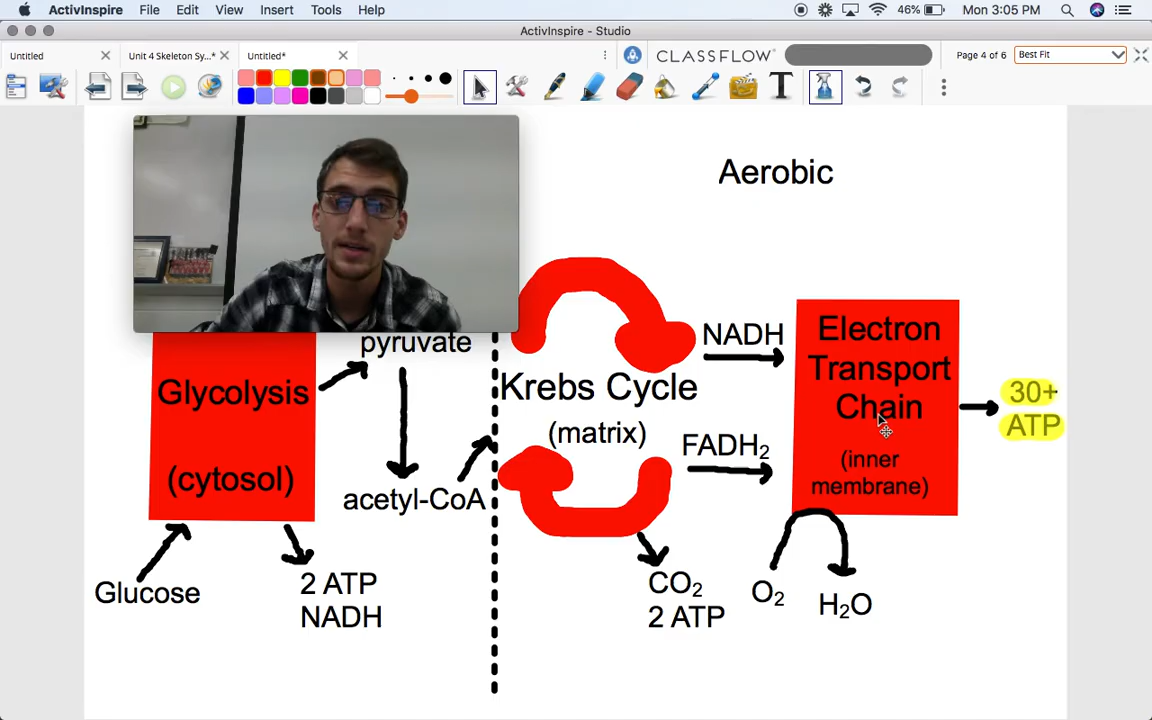 ActivInspire File Edit View Insert Tools Help 46% Mon 3:05 PM
ActivInspire - Studio
Untitled Unit 4 Skeleton Sy...* Untitled* CLASSFLOW Page 4 of 6 Best Fit
Aerobic
pyruvate
Glycolysis
(cytosol)
acetyl-CoA
Glucose
2 ATP
NADH
Krebs Cycle
(matrix)
NADH
FADH₂
CO₂
2 ATP
Electron
Transport
Chain
(inner
membrane)
30+
ATP
O₂
H₂O